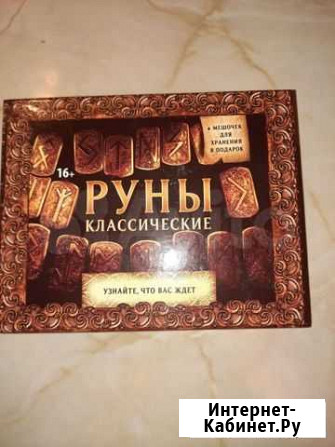 + МЕШОЧЕК
ДЛЯ
ХРАНЕНИЯ
В ПОДАРОК
16+
РУНЫ
КЛАССИЧЕСКИЕ
УЗНАЙТЕ, ЧТО ВАС ЖДЕТ
Интернет-
Кабинет.Ру